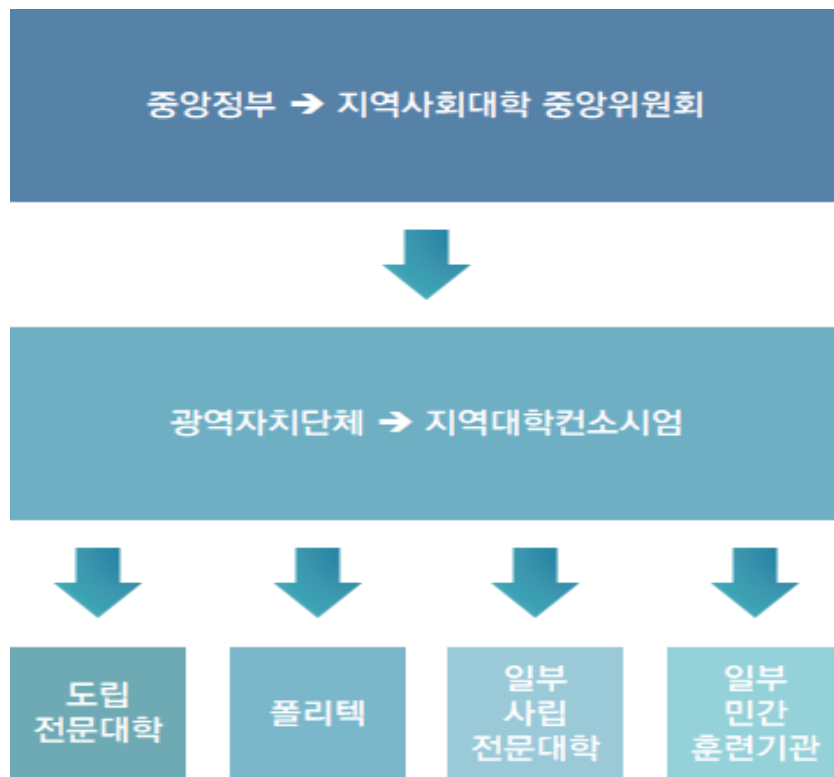 중앙정부 → 지역사회대학 중앙위원회
광역자치단체 → 지역대학컨소시엄
도립
전문대학
폴리텍
일부
사립
전문대학
일부
민간
훈련기관